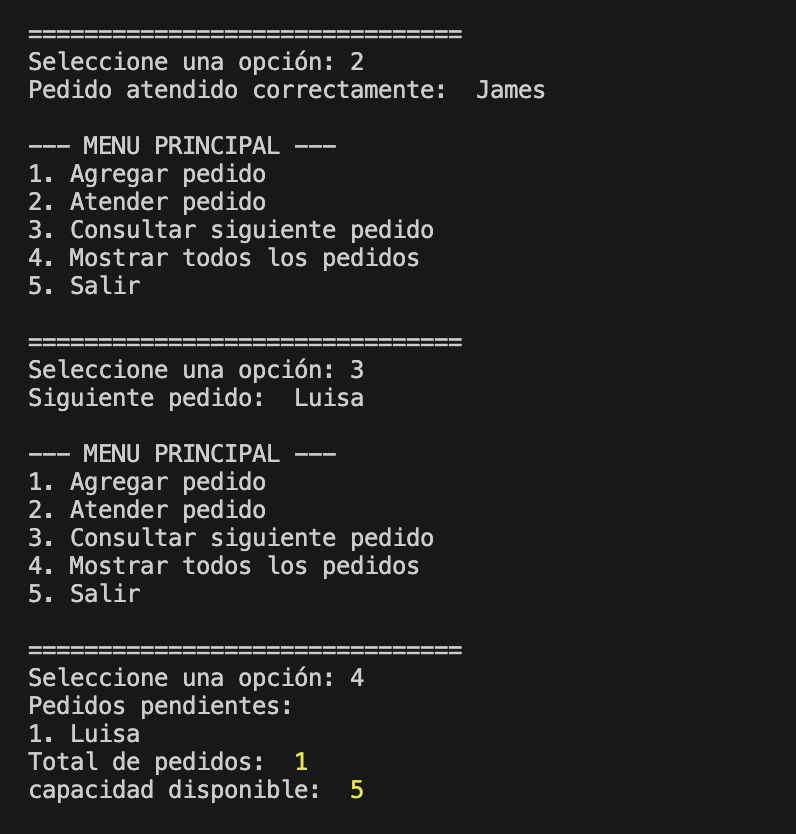 ===============================
Seleccione una opción: 2
Pedido atendido correctamente:  James
--- MENU PRINCIPAL ---
1. Agregar pedido
2. Atender pedido
3. Consultar siguiente pedido
4. Mostrar todos los pedidos
5. Salir
===============================
Seleccione una opción: 3
Siguiente pedido:  Luisa
--- MENU PRINCIPAL ---
1. Agregar pedido
2. Atender pedido
3. Consultar siguiente pedido
4. Mostrar todos los pedidos
5. Salir
===============================
Seleccione una opción: 4
Pedidos pendientes:
1. Luisa
Total de pedidos:  1
capacidad disponible:  5